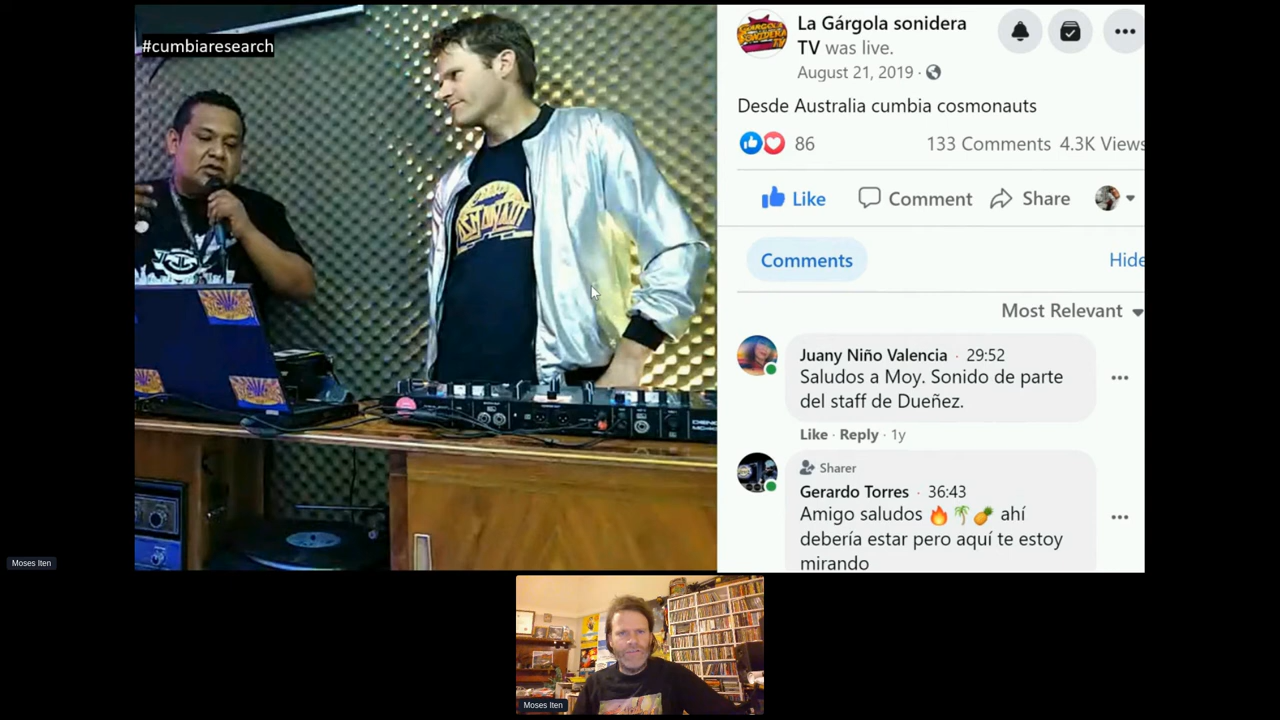 #cumbiaresearch
La Gárgola sonidera
TV was live.
August 21, 2019 ·
Desde Australia cumbia cosmonauts
86
133 Comments 4.3K Views
Like
Comment
Share
Comments
Hide
Most Relevant
Juany Niño Valencia · 29:52
Saludos a Moy. Sonido de parte
del staff de Dueñez.
Like · Reply · 1y
Sharer
Gerardo Torres · 36:43
Amigo saludos 🔥🌴🍍 ahí
debería estar pero aquí te estoy
mirando
Moses Iten
Moses Iten